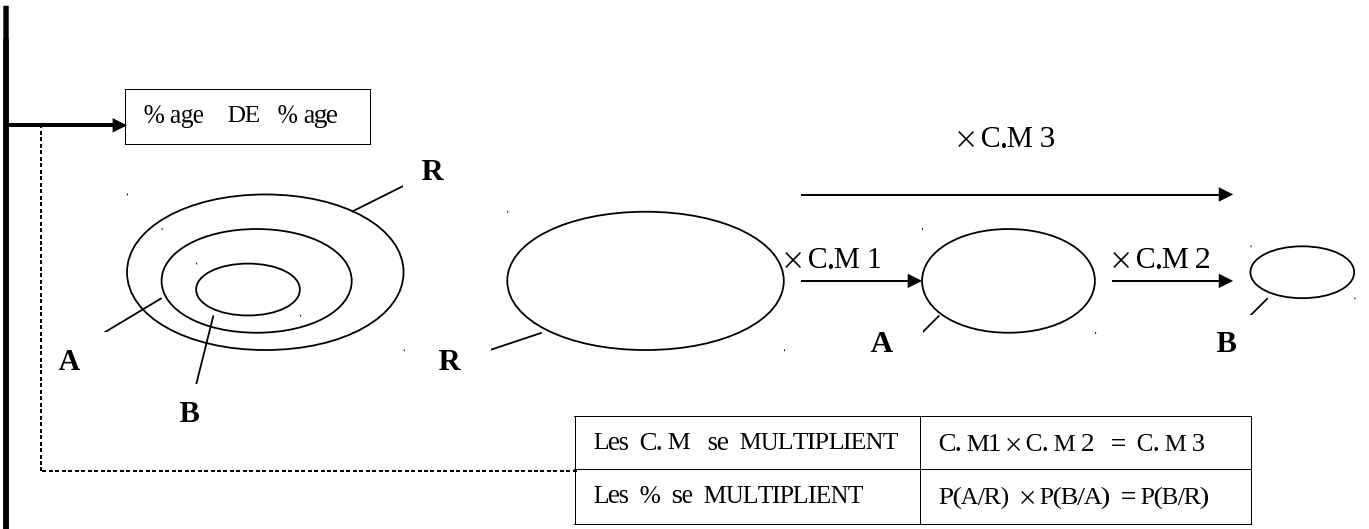 % age DE % age
× C.M 3
R
× C.M 1
× C.M 2
A
R
A
B
B
Les C.M se MULTIPLIENT
C.M1 × C.M 2 = C.M 3
Les % se MULTIPLIENT
P(A/R) × P(B/A) = P(B/R)